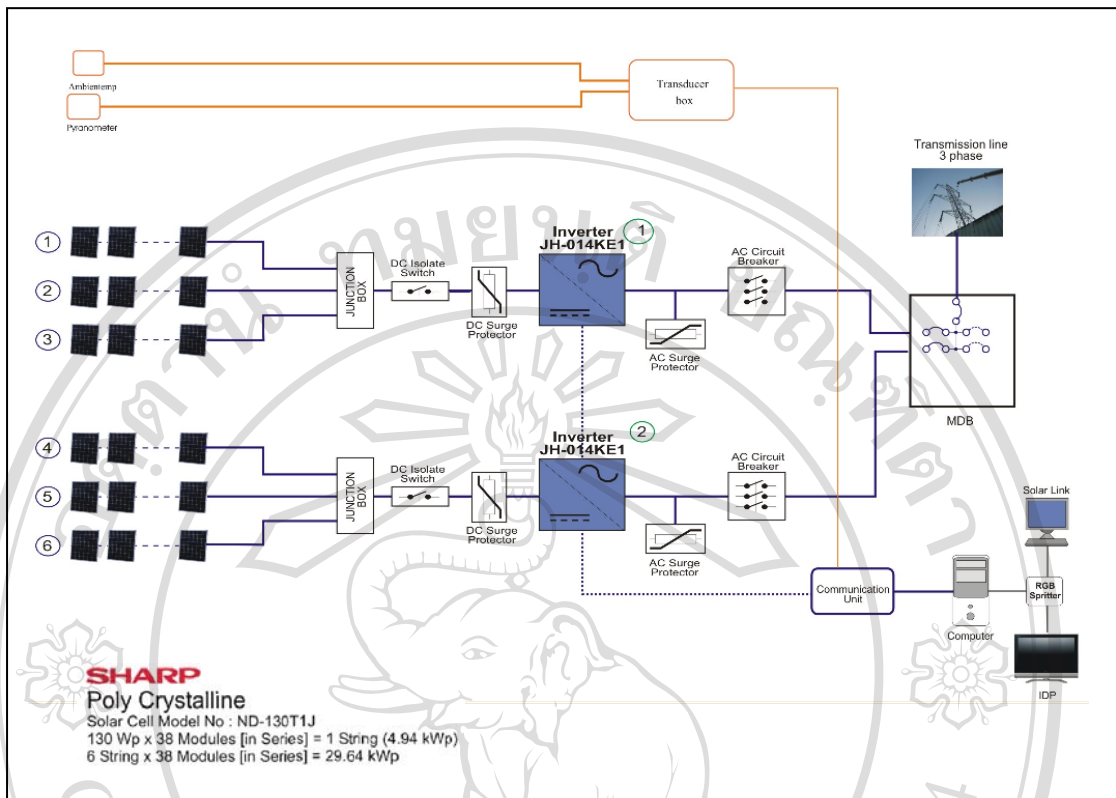 Ambientemp
Pyranometer
Transducer
box
Transmission line
3 phase
1
2
3
JUNCTION
BOX
DC Isolate
Switch
DC Surge
Protector
Inverter
JH-014KE1
1
AC Surge
Protector
AC Circuit
Breaker
MDB
4
5
6
JUNCTION
BOX
DC Isolate
Switch
DC Surge
Protector
Inverter
JH-014KE1
2
AC Surge
Protector
AC Circuit
Breaker
Communication
Unit
Computer
Solar Link
RGB
Spritter
IDP
SHARP
Poly Crystalline
Solar Cell Model No : ND-130T1J
130 Wp x 38 Modules [in Series] = 1 String (4.94 kWp)
6 String x 38 Modules [in Series] = 29.64 kWp